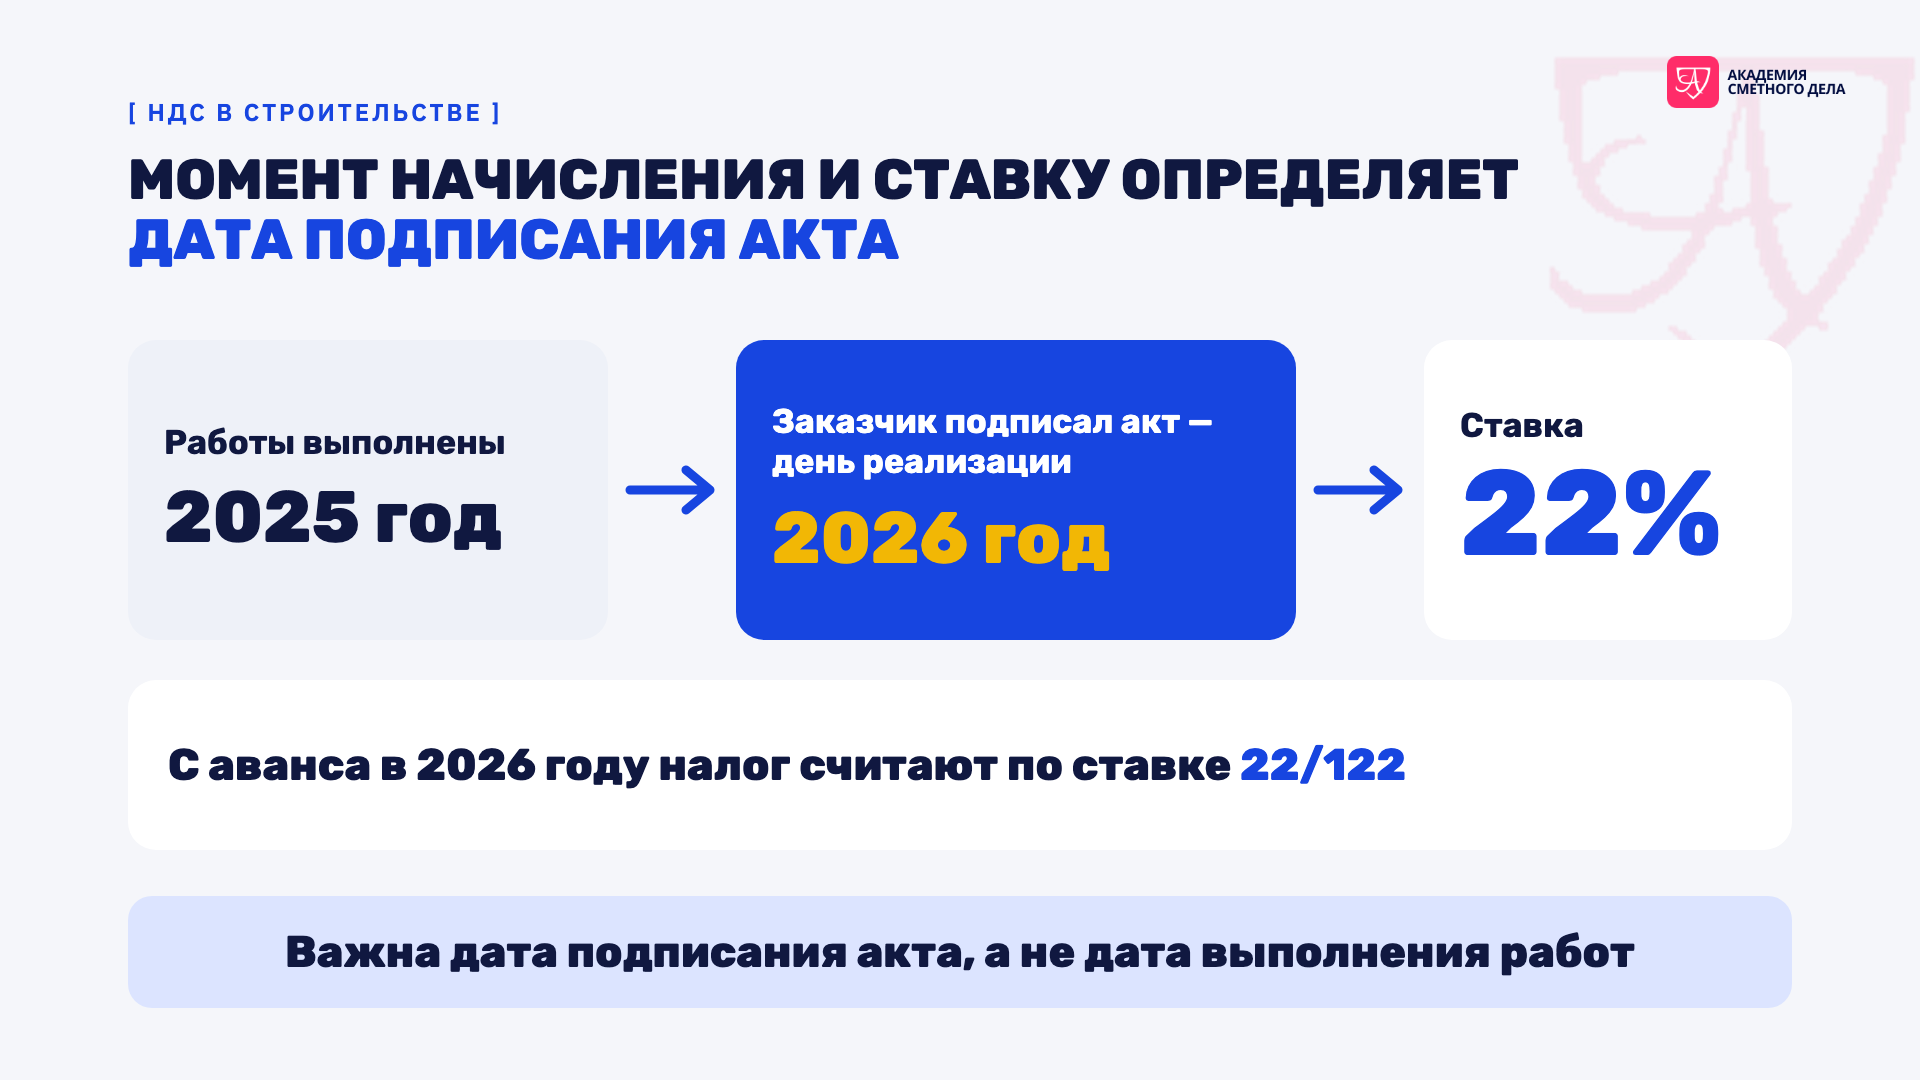 АКАДЕМИЯ
СМЕТНОГО ДЕЛА
[ НДС В СТРОИТЕЛЬСТВЕ ]
МОМЕНТ НАЧИСЛЕНИЯ И СТАВКУ ОПРЕДЕЛЯЕТ
ДАТА ПОДПИСАНИЯ АКТА
Работы выполнены
2025 год
Заказчик подписал акт —
день реализации
2026 год
Ставка
22%
С аванса в 2026 году налог считают по ставке 22/122
Важна дата подписания акта, а не дата выполнения работ